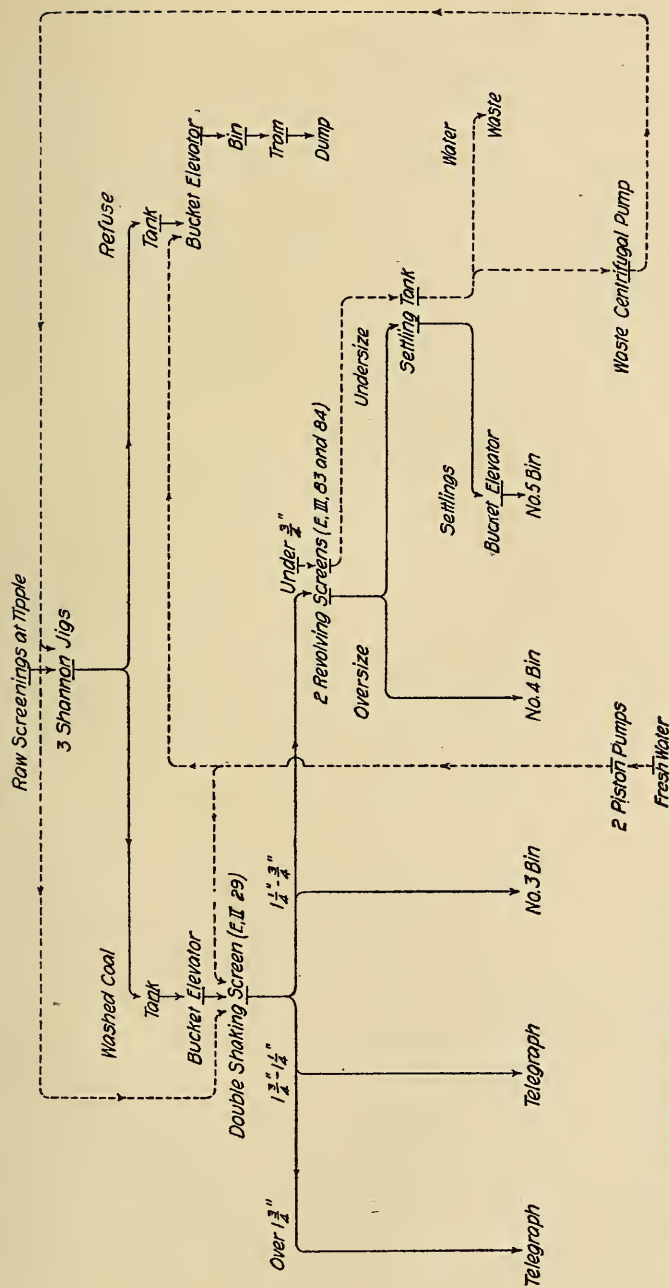 Raw Screenings at Tipple
3 Shannon Jigs
Washed Coal
Refuse
Tank
Tank
Bucket Elevator
Bucket Elevator
Bin
Tram
Dump
Double Shaking Screen (E, II 29)
Over 1 3/4"
1 3/4"-1 1/4"
1 1/4"-3/4"
Under 3/4"
2 Revolving Screens (E, III, 83 and 84)
Oversize
Undersize
Settling Tank
Water
Waste
Settlings
Bucket Elevator
No.5 Bin
Telegraph
Telegraph
No.3 Bin
No.4 Bin
2 Piston Pumps
Fresh Water
Waste Centrifugal Pump